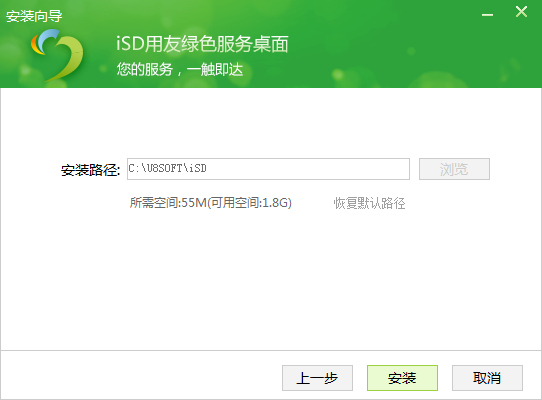 安装向导
iSD用友绿色服务桌面
您的服务，一触即达
安装路径: C:\U8SOFT\iSD 浏览
所需空间:55M(可用空间:1.8G) 恢复默认路径
上一步 安装 取消